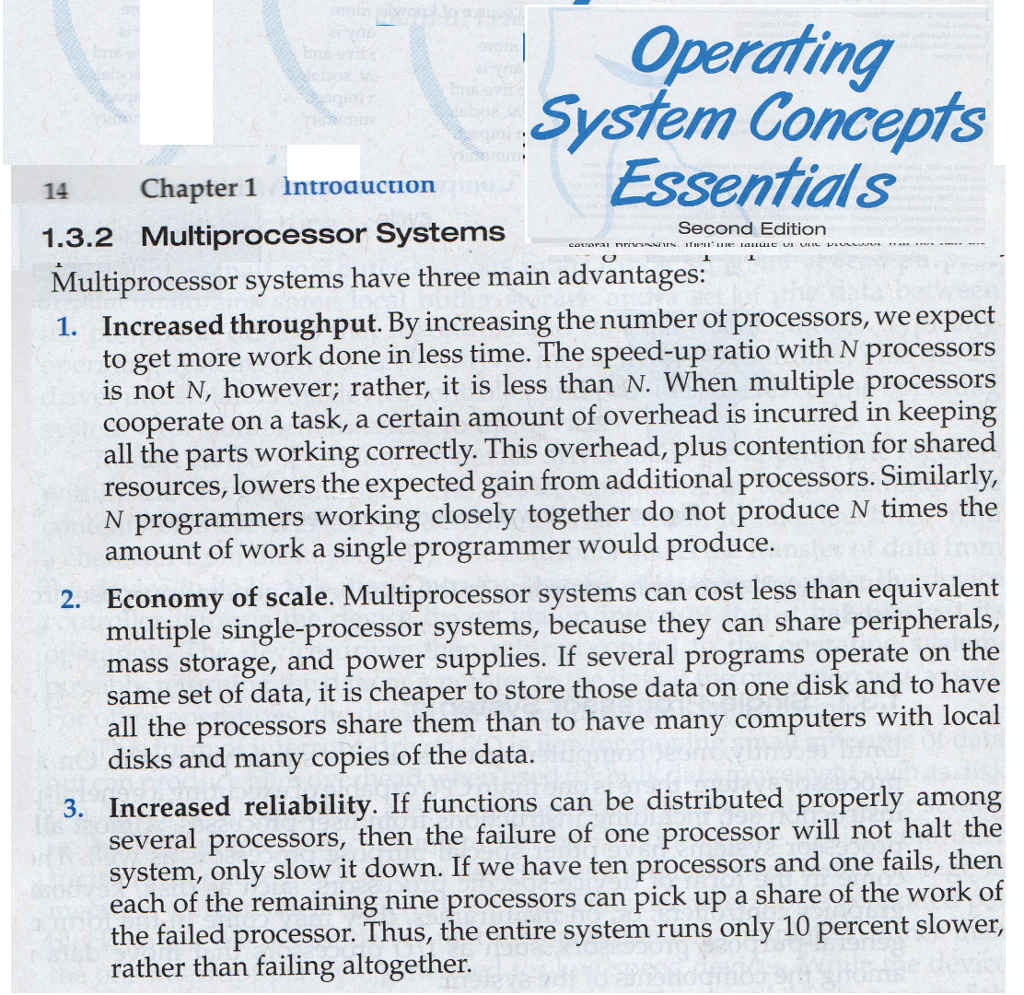 Operating
System Concepts
Essentials
Second Edition
14 Chapter 1 Introduction
1.3.2 Multiprocessor Systems
several processors, then the failure of one processor will not halt the
Multiprocessor systems have three main advantages:
1. Increased throughput. By increasing the number of processors, we expect
to get more work done in less time. The speed-up ratio with N processors
is not N, however; rather, it is less than N. When multiple processors
cooperate on a task, a certain amount of overhead is incurred in keeping
all the parts working correctly. This overhead, plus contention for shared
resources, lowers the expected gain from additional processors. Similarly,
N programmers working closely together do not produce N times the
amount of work a single programmer would produce.
2. Economy of scale. Multiprocessor systems can cost less than equivalent
multiple single-processor systems, because they can share peripherals,
mass storage, and power supplies. If several programs operate on the
same set of data, it is cheaper to store those data on one disk and to have
all the processors share them than to have many computers with local
disks and many copies of the data.
3. Increased reliability. If functions can be distributed properly among
several processors, then the failure of one processor will not halt the
system, only slow it down. If we have ten processors and one fails, then
each of the remaining nine processors can pick up a share of the work of
the failed processor. Thus, the entire system runs only 10 percent slower,
rather than failing altogether.